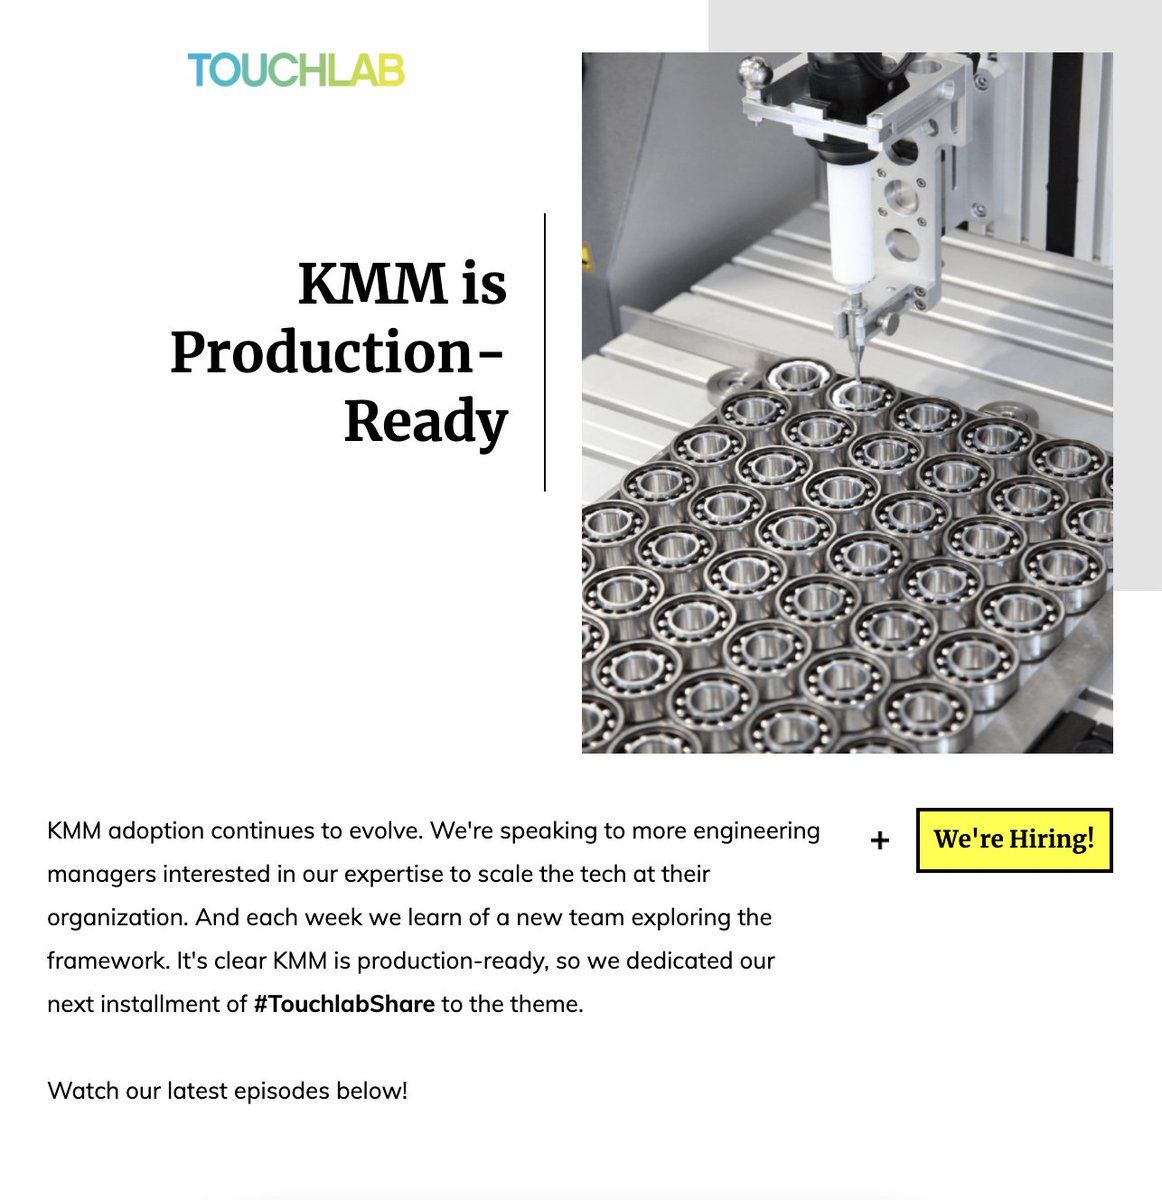 TOUCHLAB
KMM is
Production-
Ready
KMM adoption continues to evolve. We're speaking to more engineering
managers interested in our expertise to scale the tech at their
organization. And each week we learn of a new team exploring the
framework. It's clear KMM is production-ready, so we dedicated our
next installment of #TouchlabShare to the theme.
Watch our latest episodes below!
+ We're Hiring!